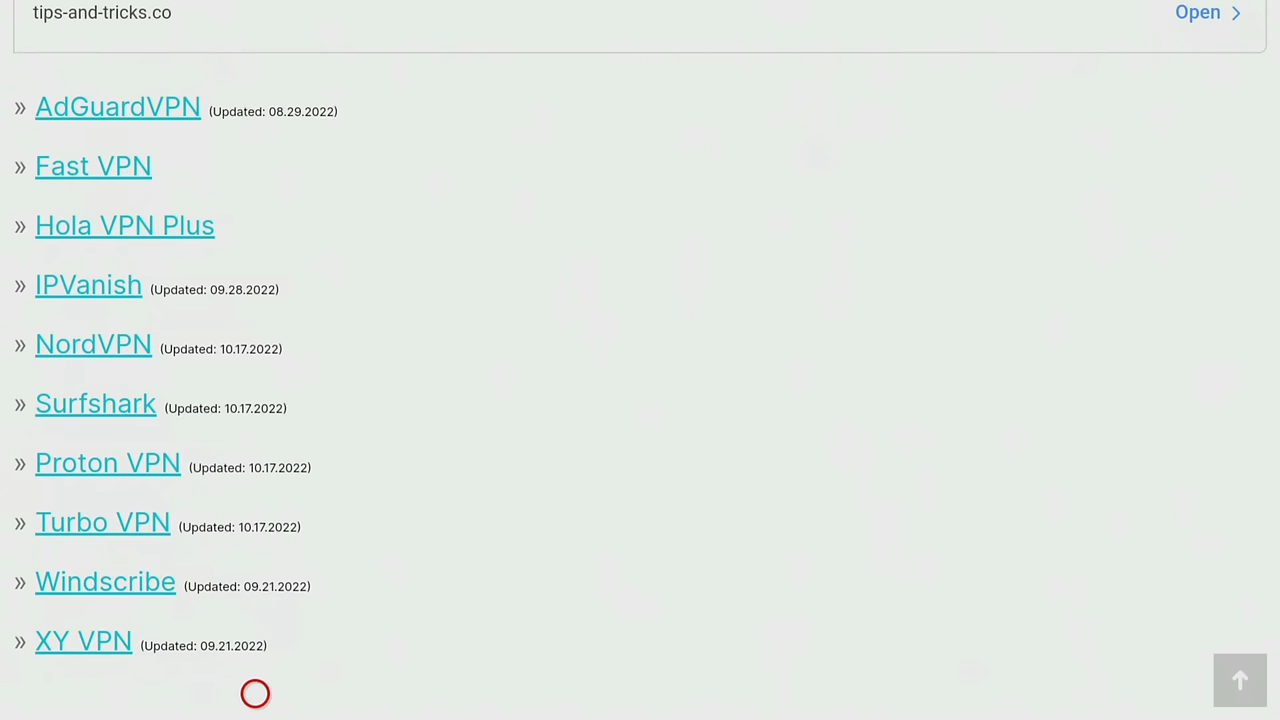 tips-and-tricks.co
Open
» AdGuardVPN (Updated: 08.29.2022)
» Fast VPN
» Hola VPN Plus
» IPVanish (Updated: 09.28.2022)
» NordVPN (Updated: 10.17.2022)
» Surfshark (Updated: 10.17.2022)
» Proton VPN (Updated: 10.17.2022)
» Turbo VPN (Updated: 10.17.2022)
» Windscribe (Updated: 09.21.2022)
» XY VPN (Updated: 09.21.2022)